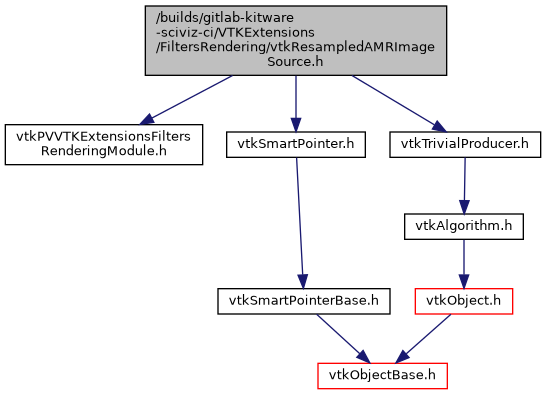 /builds/gitlab-kitware
-sciviz-ci/VTKExtensions
/FiltersRendering/vtkResampledAMRImage
Source.h
vtkPVVTKExtensionsFilters
RenderingModule.h
vtkSmartPointer.h
vtkTrivialProducer.h
vtkAlgorithm.h
vtkSmartPointerBase.h
vtkObject.h
vtkObjectBase.h